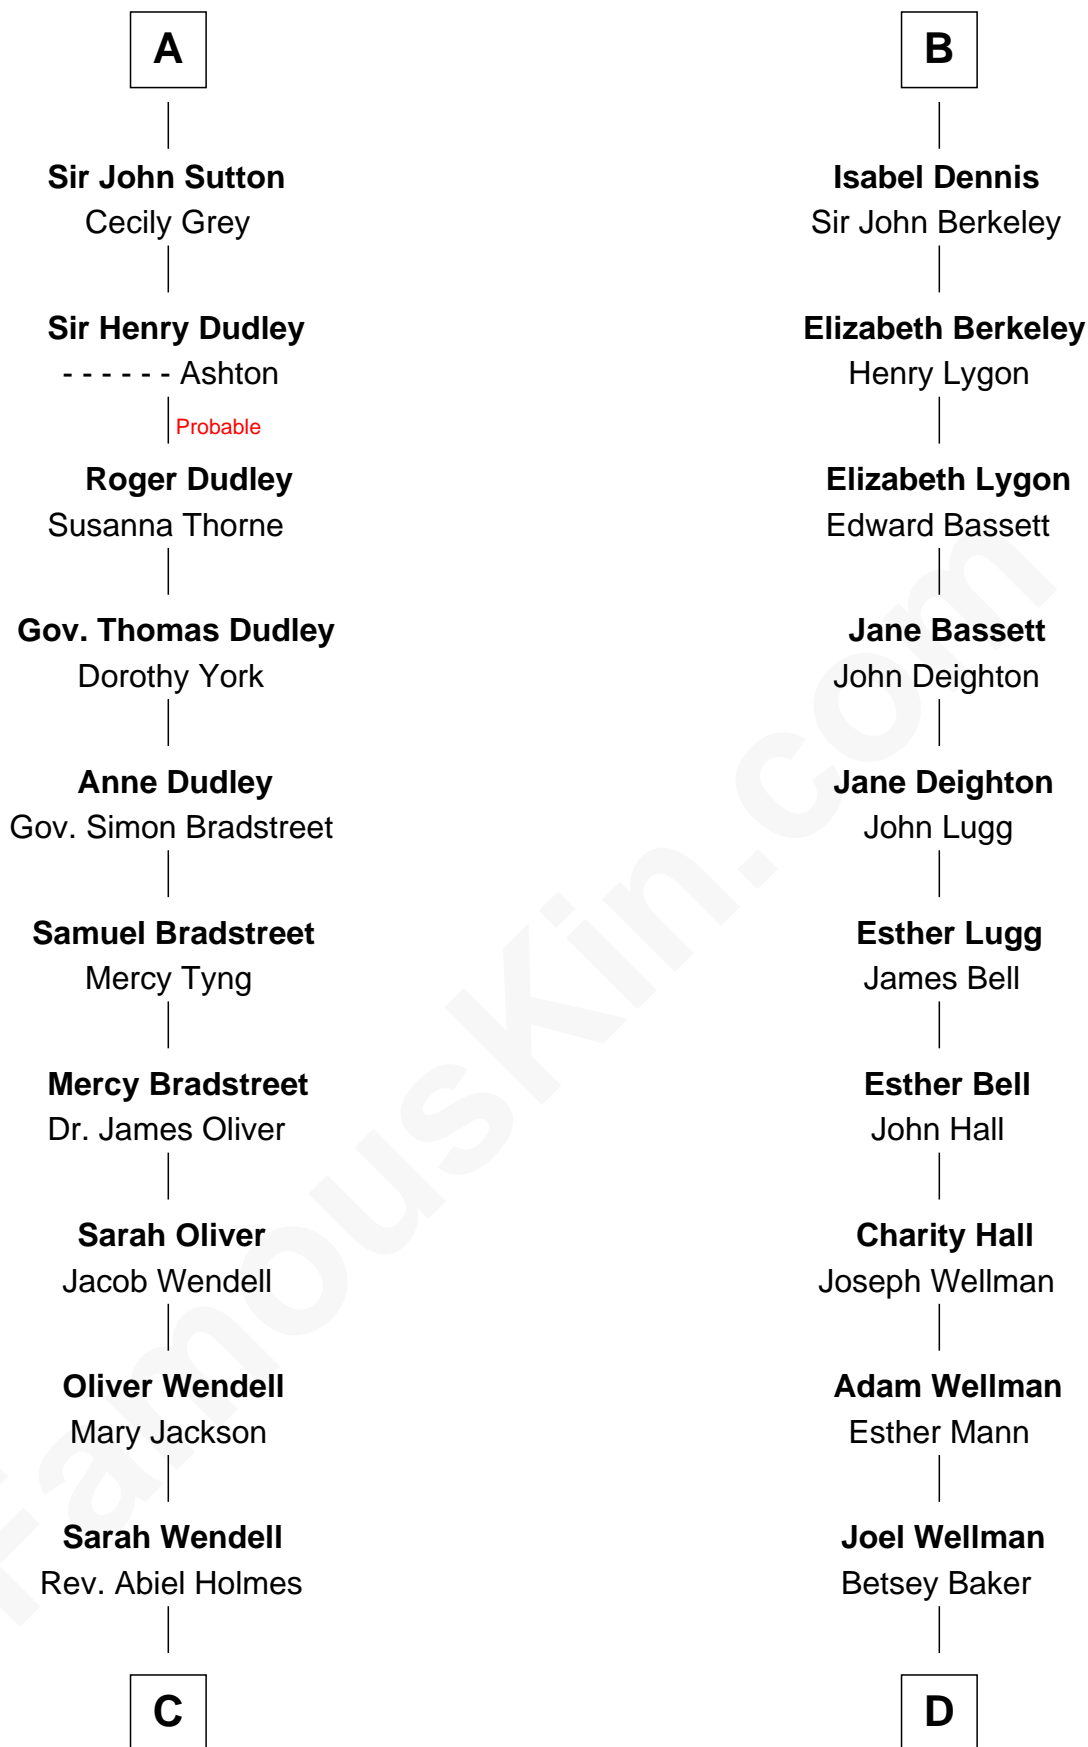 A
Sir John Sutton
Cecily Grey
Sir Henry Dudley
- - - - - - Ashton
Probable
Roger Dudley
Susanna Thorne
Gov. Thomas Dudley
Dorothy York
Anne Dudley
Gov. Simon Bradstreet
Samuel Bradstreet
Mercy Tyng
Mercy Bradstreet
Dr. James Oliver
Sarah Oliver
Jacob Wendell
Oliver Wendell
Mary Jackson
Sarah Wendell
Rev. Abiel Holmes
C
B
Isabel Dennis
Sir John Berkeley
Elizabeth Berkeley
Henry Lygon
Elizabeth Lygon
Edward Bassett
Jane Bassett
John Deighton
Jane Deighton
John Lugg
Esther Lugg
James Bell
Esther Bell
John Hall
Charity Hall
Joseph Wellman
Adam Wellman
Esther Mann
Joel Wellman
Betsey Baker
D
FamousKin.com